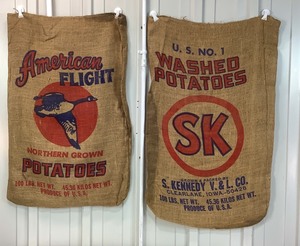 American
FLIGHT
NORTHERN GROWN
POTATOES
100 LBS. NET WT. 45.36 KILOS NET WT.
PRODUCE OF U.S.A.
U.S. NO. 1
WASHED
POTATOES
SK
S. KENNEDY V. & L. CO.
CLEARLAKE, IOWA-50428
100 LBS. NET WT. 45.36 KILOS NET WT.
PRODUCE OF U.S.A.